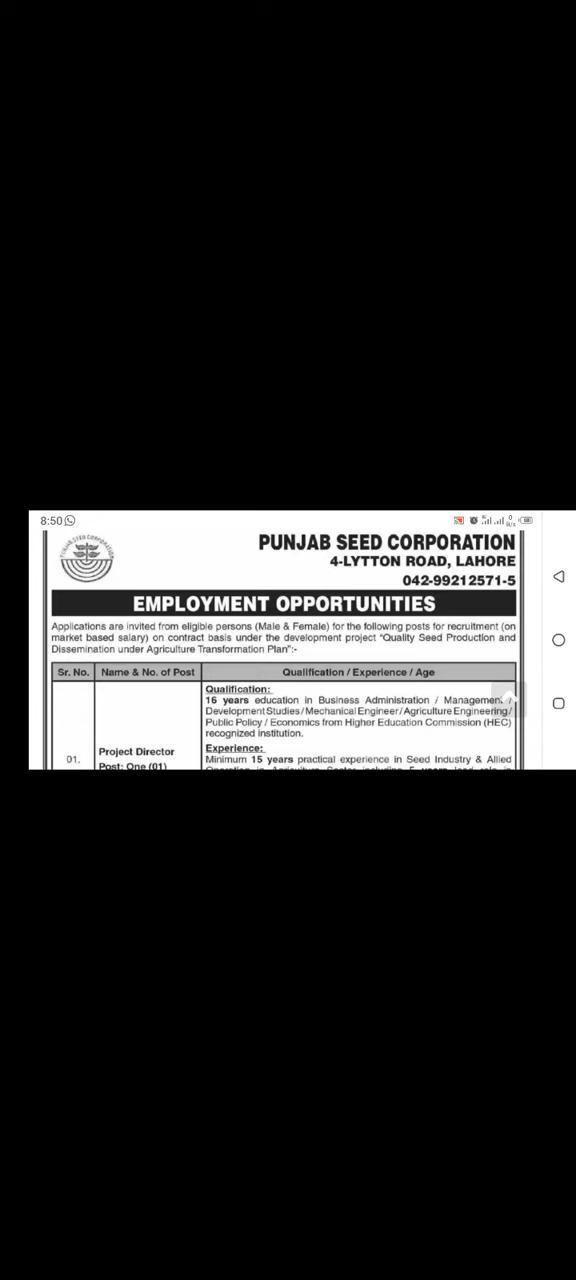 8:50
PUNJAB SEED CORPORATION
PUNJAB SEED CORPORATION
4-LYTTON ROAD, LAHORE
042-99212571-5
EMPLOYMENT OPPORTUNITIES
Applications are invited from eligible persons (Male & Female) for the following posts for recruitment (on
market based salary) on contract basis under the development project "Quality Seed Production and
Dissemination under Agriculture Transformation Plan":-
Sr. No. Name & No. of Post Qualification / Experience / Age
Qualification:
16 years education in Business Administration / Management /
Development Studies / Mechanical Engineer / Agriculture Engineering /
Public Policy / Economics from Higher Education Commission (HEC)
recognized institution.
01.
Project Director
Post: One (01)
Experience:
Minimum 15 years practical experience in Seed Industry & Allied